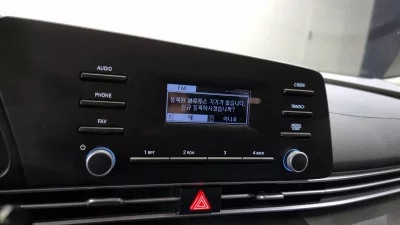 AUDIO
PHONE
FAV
등록된 블루투스 기기가 없습니다.
신규 등록하시겠습니까?
예
아니요
TRACK
1 RPT
2 RDM
3
4 BACK